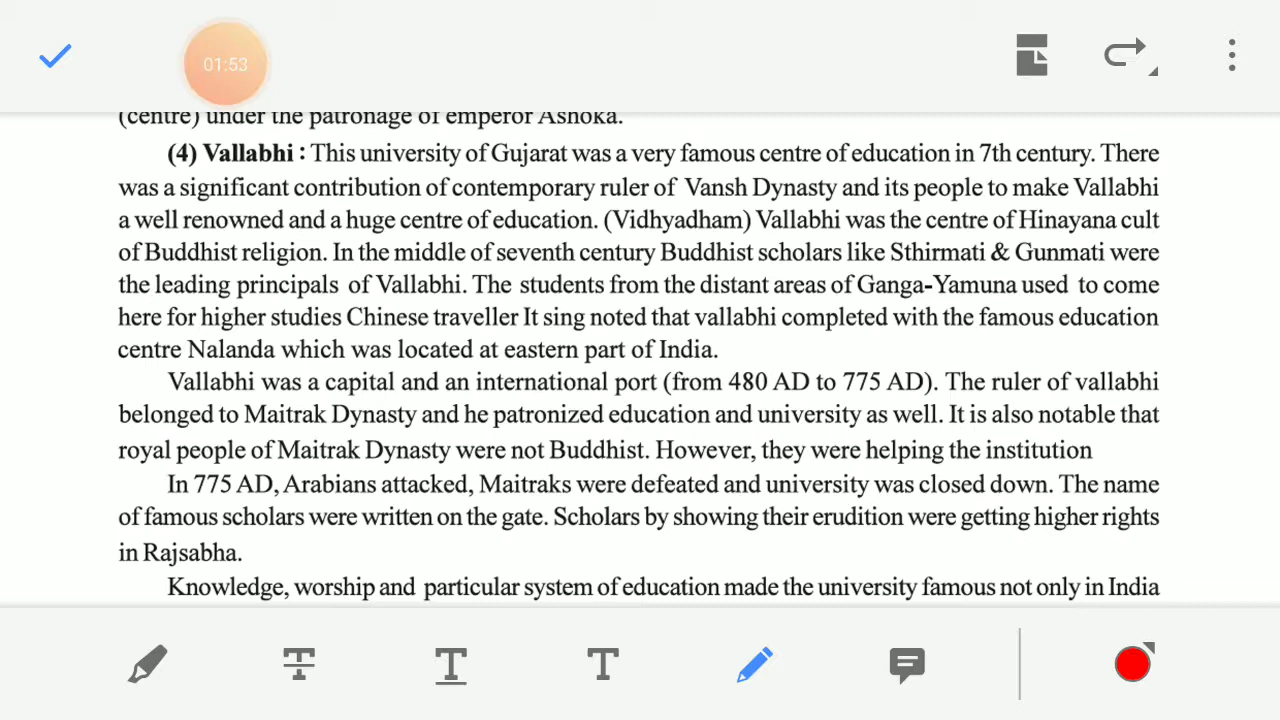 01:53
(centre) under the patronage of emperor Ashoka.
(4) Vallabhi : This university of Gujarat was a very famous centre of education in 7th century. There
was a significant contribution of contemporary ruler of Vansh Dynasty and its people to make Vallabhi
a well renowned and a huge centre of education. (Vidhyadham) Vallabhi was the centre of Hinayana cult
of Buddhist religion. In the middle of seventh century Buddhist scholars like Sthirmati & Gunmati were
the leading principals of Vallabhi. The students from the distant areas of Ganga-Yamuna used to come
here for higher studies Chinese traveller It sing noted that vallabhi completed with the famous education
centre Nalanda which was located at eastern part of India.
Vallabhi was a capital and an international port (from 480 AD to 775 AD). The ruler of vallabhi
belonged to Maitrak Dynasty and he patronized education and university as well. It is also notable that
royal people of Maitrak Dynasty were not Buddhist. However, they were helping the institution
In 775 AD, Arabians attacked, Maitraks were defeated and university was closed down. The name
of famous scholars were written on the gate. Scholars by showing their erudition were getting higher rights
in Rajsabha.
Knowledge, worship and particular system of education made the university famous not only in India